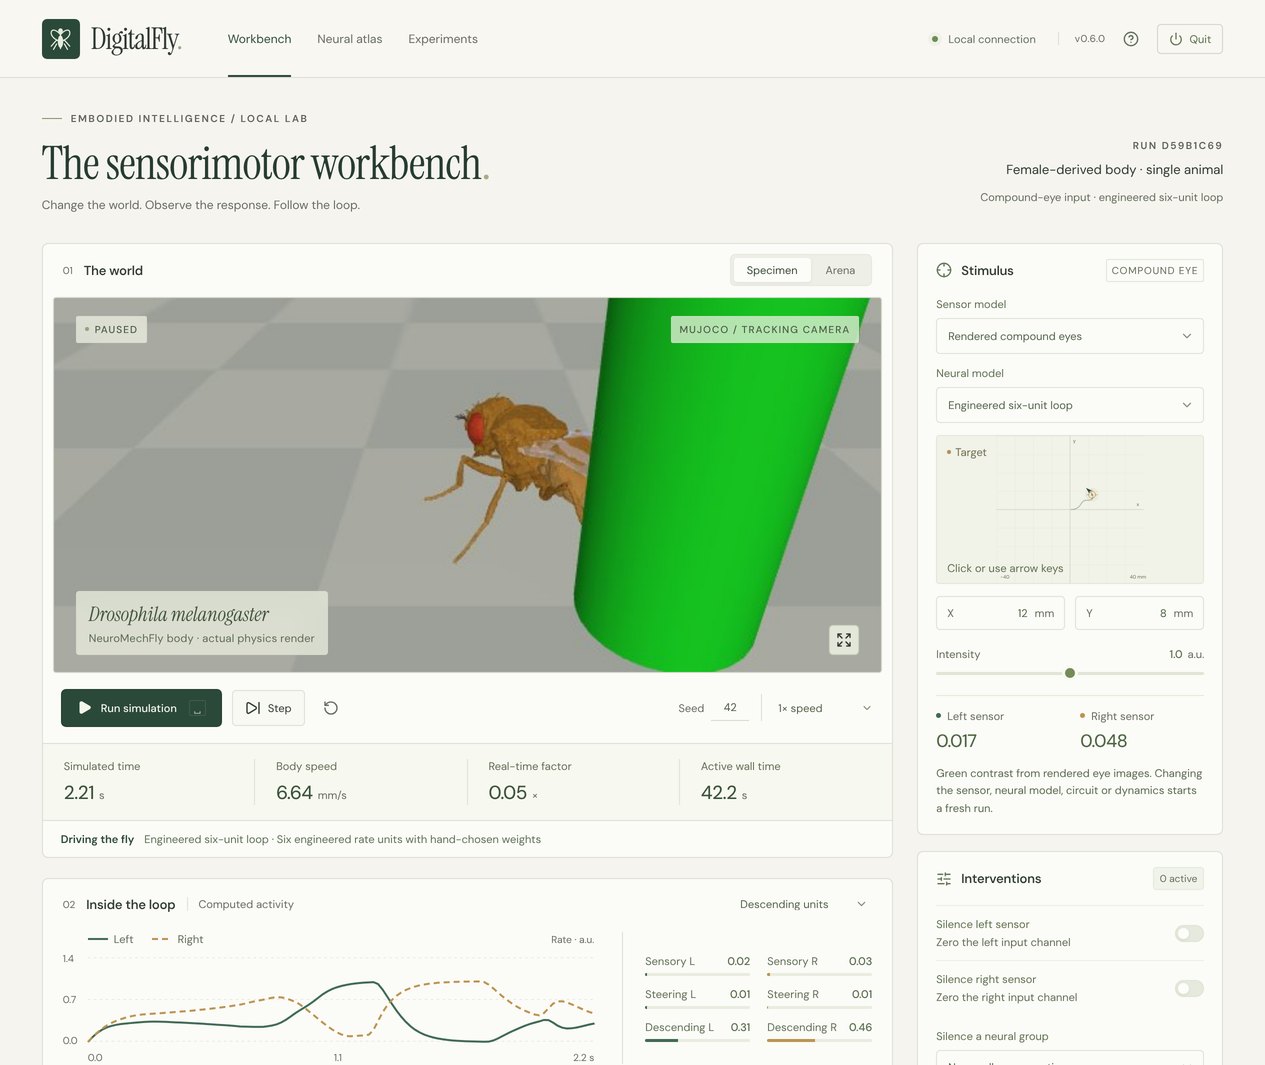 DigitalFly.
Workbench
Neural atlas
Experiments
Local connection
v0.6.0
Quit
EMBODIED INTELLIGENCE / LOCAL LAB
The sensorimotor workbench.
Change the world. Observe the response. Follow the loop.
RUN D59B1C69
Female-derived body · single animal
Compound-eye input · engineered six-unit loop
01 The world
Specimen
Arena
PAUSED
MUJOCO / TRACKING CAMERA
Drosophila melanogaster
NeuroMechFly body · actual physics render
Run simulation
Step
Seed 42
1× speed
Simulated time
2.21 s
Body speed
6.64 mm/s
Real-time factor
0.05 ×
Active wall time
42.2 s
Driving the fly Engineered six-unit loop · Six engineered rate units with hand-chosen weights
02 Inside the loop
Computed activity
Descending units
Left
Right
Rate · a.u.
1.4
0.7
0.0
0.0
1.1
2.2 s
Sensory L 0.02
Sensory R 0.03
Steering L 0.01
Steering R 0.01
Descending L 0.31
Descending R 0.46
Stimulus
COMPOUND EYE
Sensor model
Rendered compound eyes
Neural model
Engineered six-unit loop
Target
Y
X
Click or use arrow keys
-40
40 mm
X 12 mm
Y 8 mm
Intensity 1.0 a.u.
Left sensor
0.017
Right sensor
0.048
Green contrast from rendered eye images. Changing
the sensor, neural model, circuit or dynamics starts
a fresh run.
Interventions
0 active
Silence left sensor
Zero the left input channel
Silence right sensor
Zero the right input channel
Silence a neural group